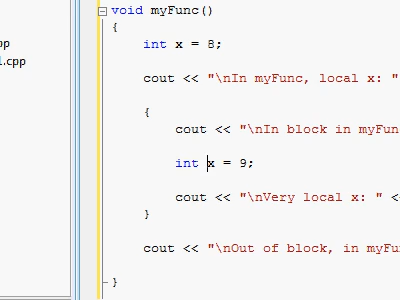 void myFunc()
{
int x = 8;
cout << "\nIn myFunc, local x: "
{
cout << "\nIn block in myFun
int x = 9;
cout << "\nVery local x: " <
}
cout << "\nOut of block, in myFu
}
pp
.cpp